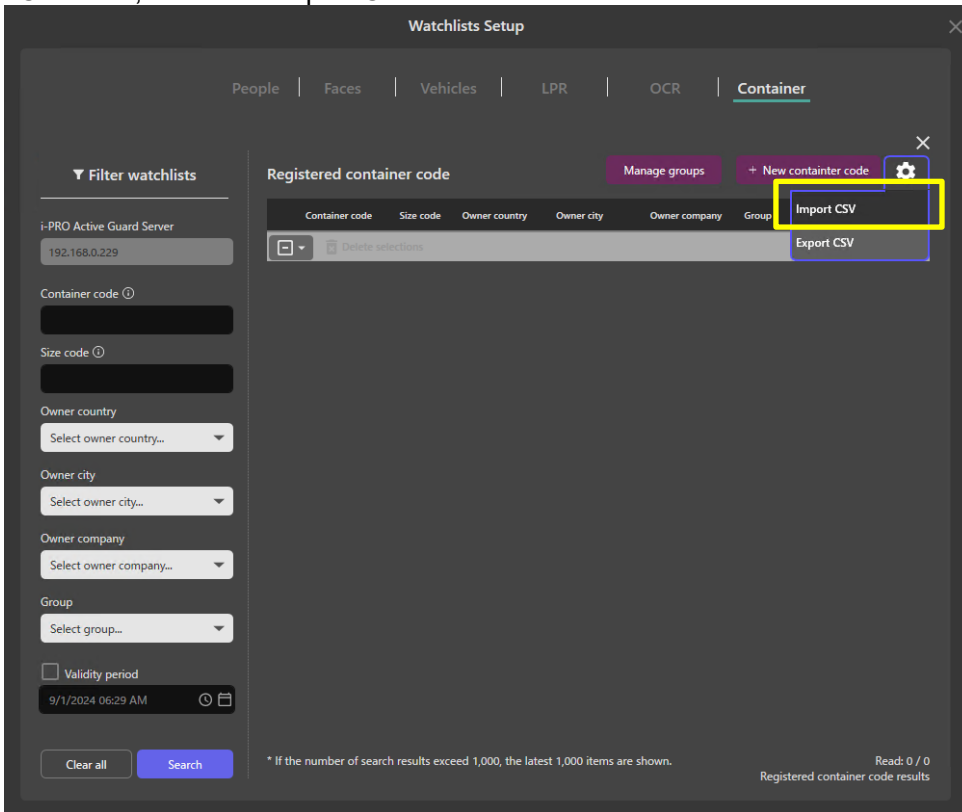 Watchlists Setup
People Faces Vehicles LPR OCR Container
Filter watchlists
Registered container code
Manage groups
+ New containter code
Container code Size code Owner country Owner city Owner company Group
Import CSV
Export CSV
Delete selections
i-PRO Active Guard Server
192.168.0.229
Container code
Size code
Owner country
Select owner country...
Owner city
Select owner city...
Owner company
Select owner company...
Group
Select group...
Validity period
9/1/2024 06:29 AM
Clear all
Search
* If the number of search results exceed 1,000, the latest 1,000 items are shown.
Read: 0 / 0
Registered container code results